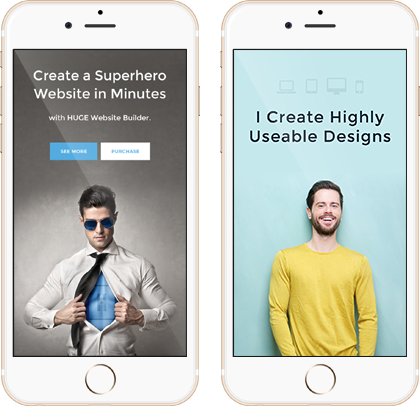 Create a Superhero
Website in Minutes
with HUGE Website Builder.
SEE MORE
PURCHASE
I Create Highly
Useable Designs